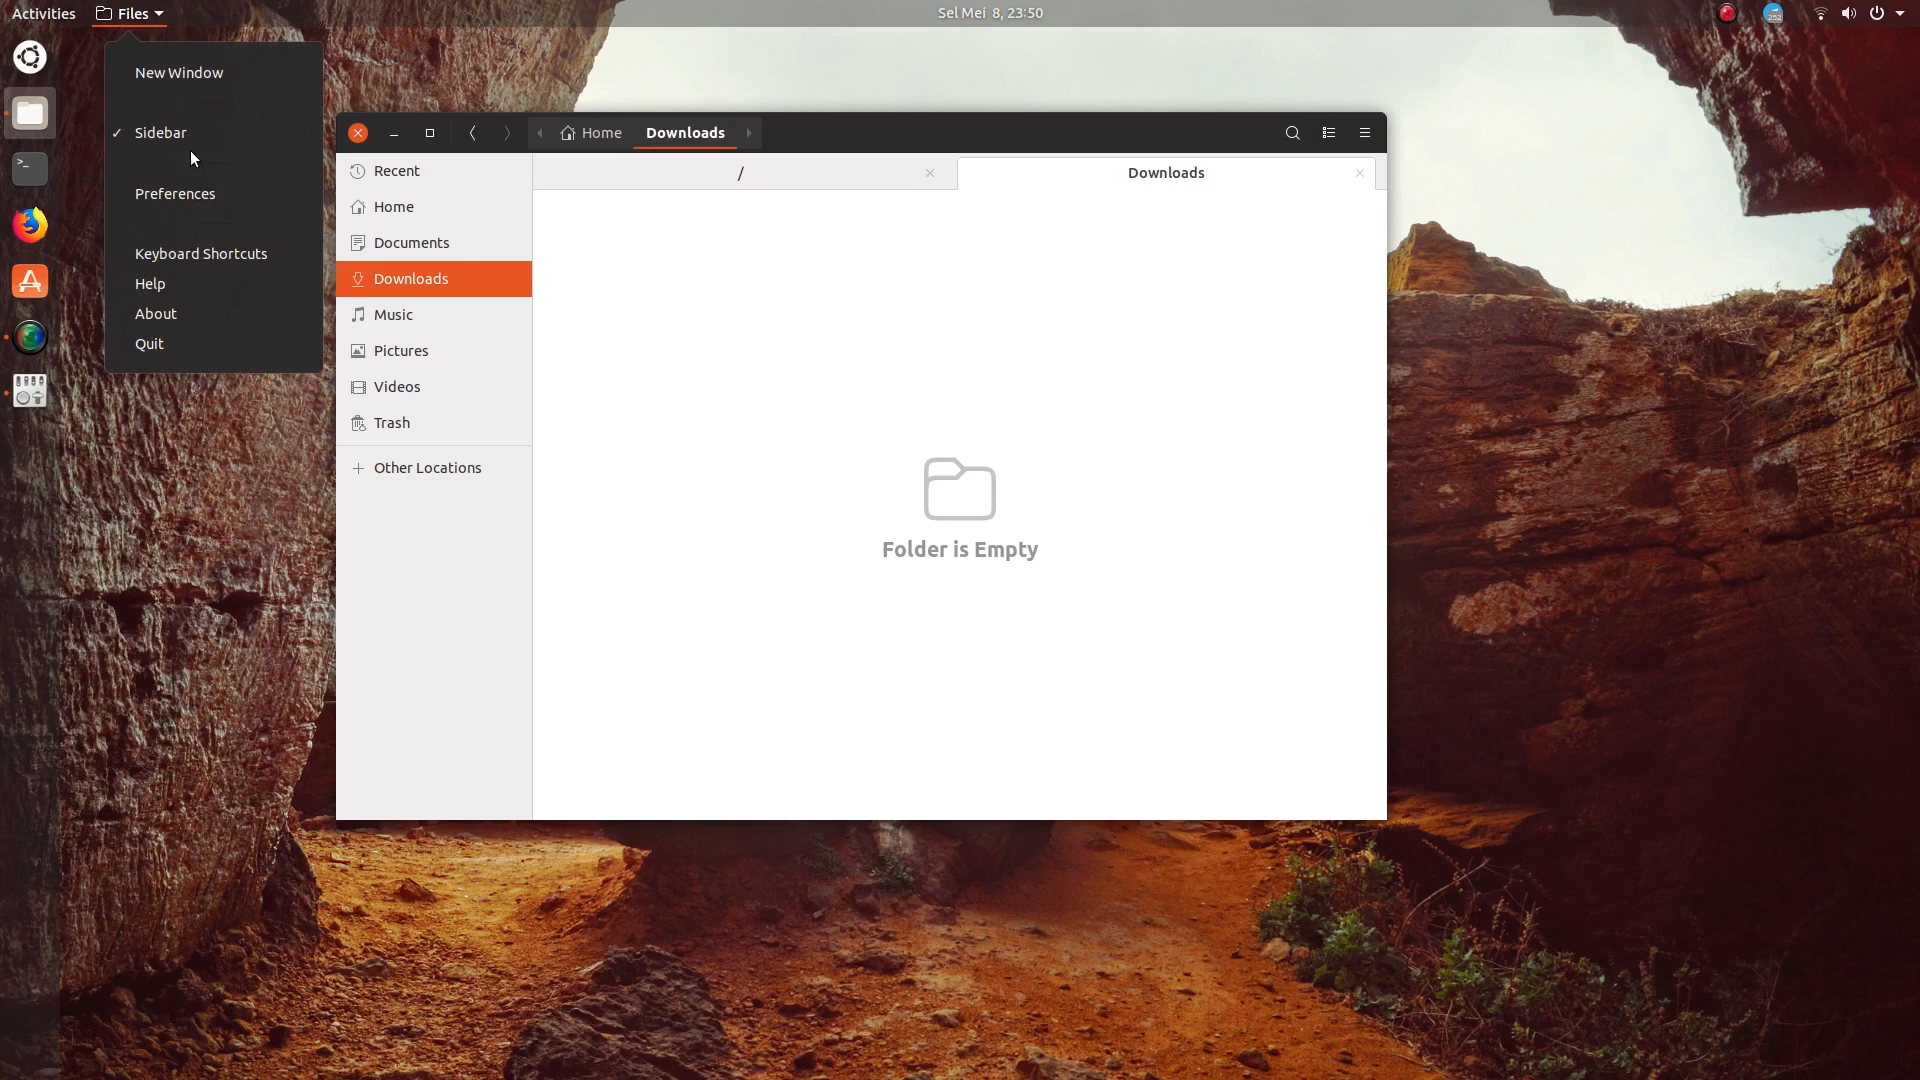 Activities
Files
Sel Mei 8, 23:50
252
New Window
✓ Sidebar
Preferences
Keyboard Shortcuts
Help
About
Quit
Home
Downloads
Recent
Home
Documents
Downloads
Music
Pictures
Videos
Trash
Other Locations
/
Downloads
Folder is Empty
>_